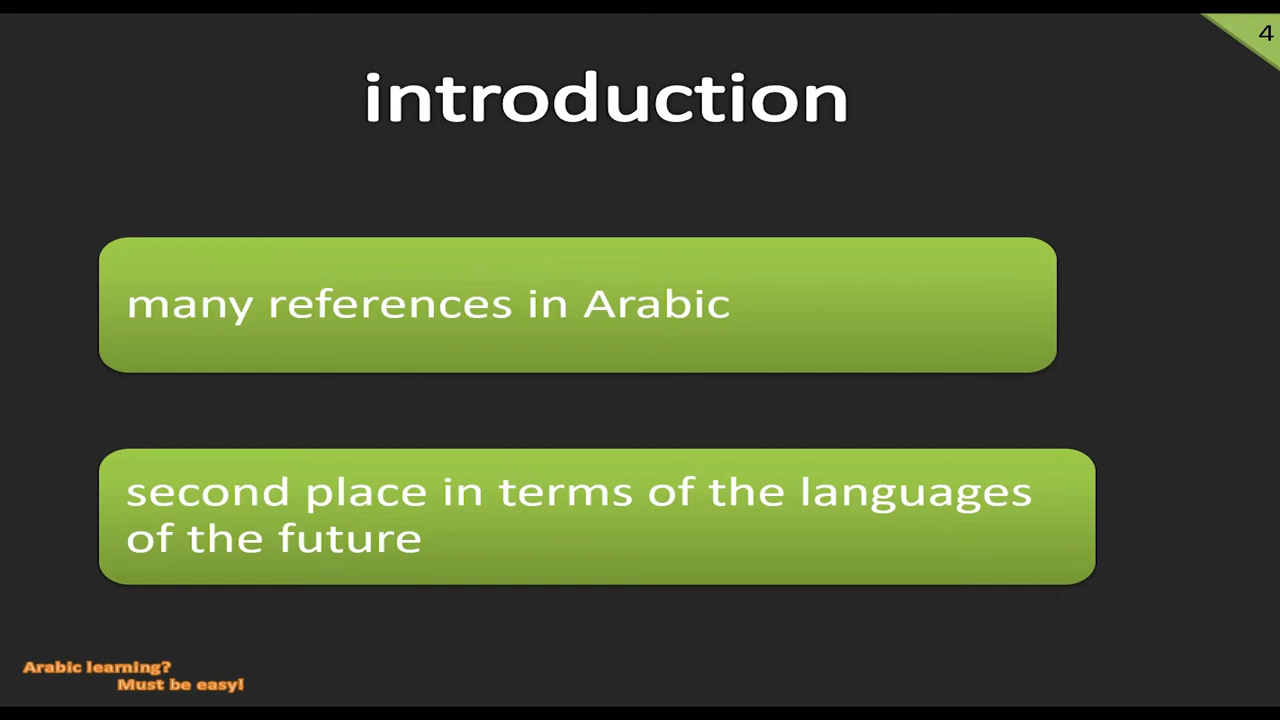 4
introduction
many references in Arabic
second place in terms of the languages
of the future
Arabic learning?
Must be easy!